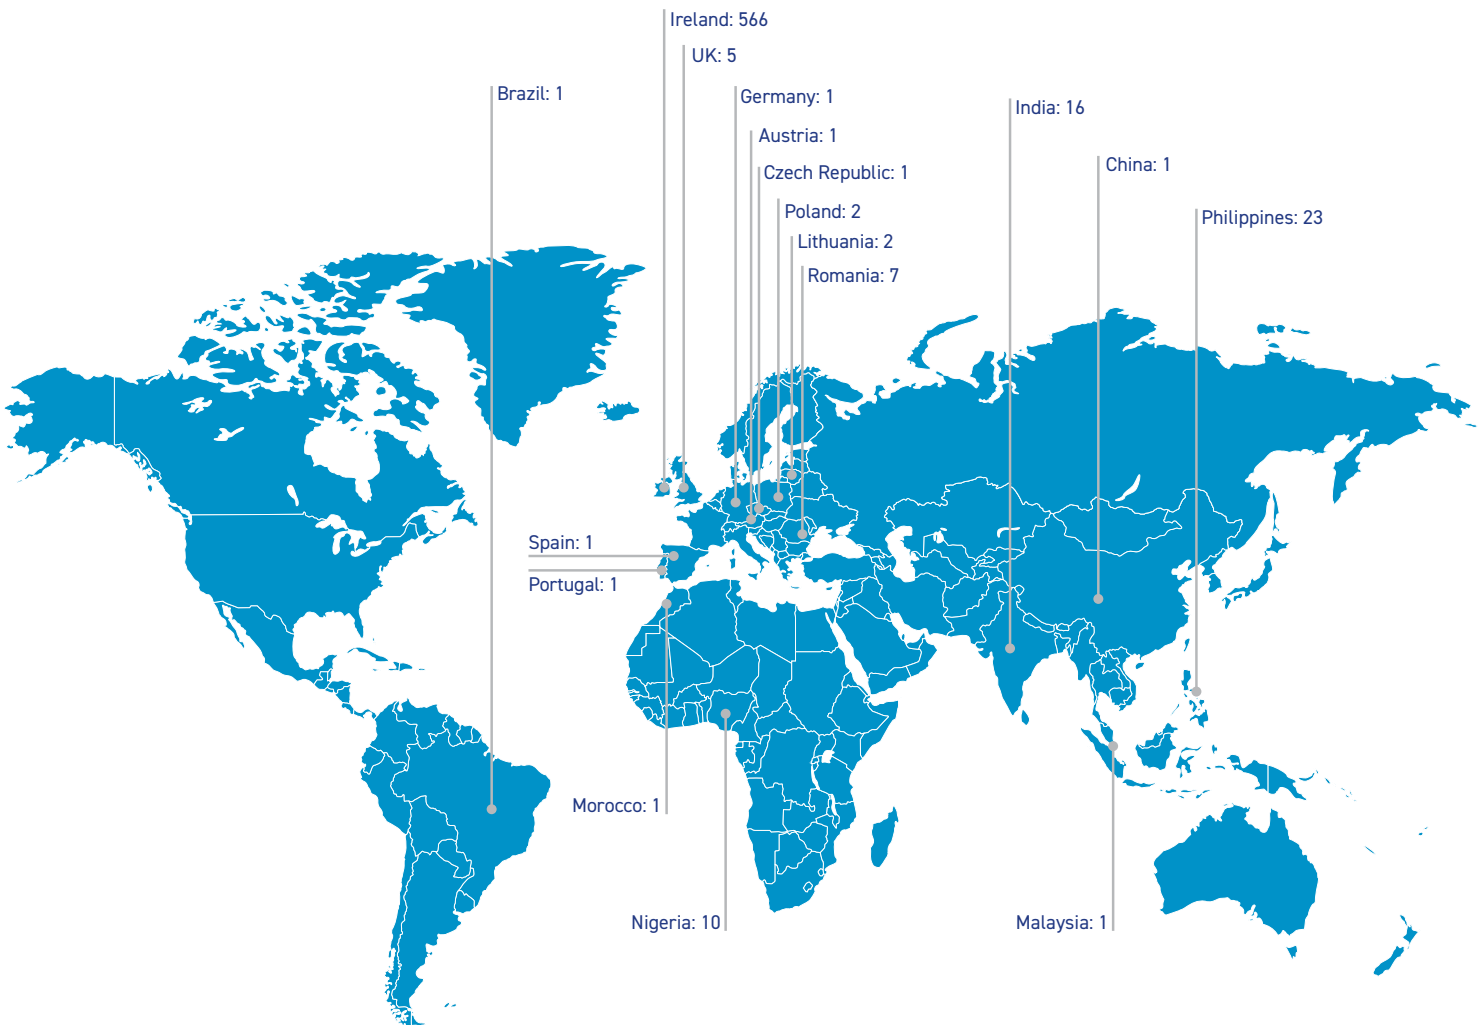 Ireland: 566
UK: 5
Brazil: 1
Germany: 1
India: 16
Austria: 1
China: 1
Czech Republic: 1
Poland: 2
Philippines: 23
Lithuania: 2
Romania: 7
Spain: 1
Portugal: 1
Morocco: 1
Nigeria: 10
Malaysia: 1